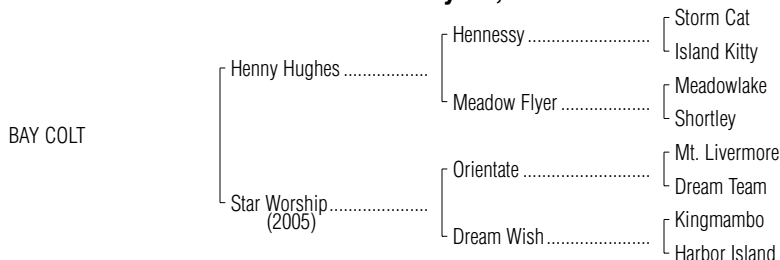 Storm Cat
Hennessy
Island Kitty
Henny Hughes
Meadowlake
Meadow Flyer
Shortley
BAY COLT
Mt. Livermore
Orientate
Dream Team
Star Worship
(2005)
Kingmambo
Dream Wish
Harbor Island